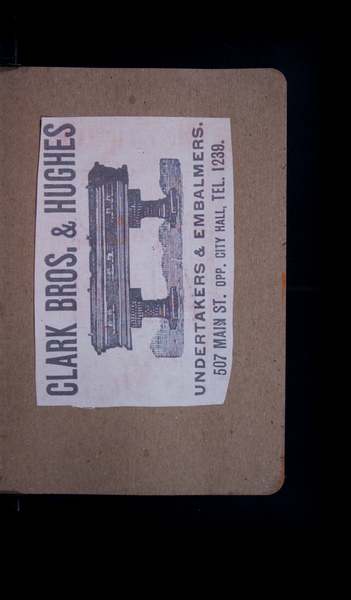 CLARK BROS. & HUGHES
UNDERTAKERS & EMBALMERS.
507 MAIN ST. OPP. CITY HALL, TEL. 1239.